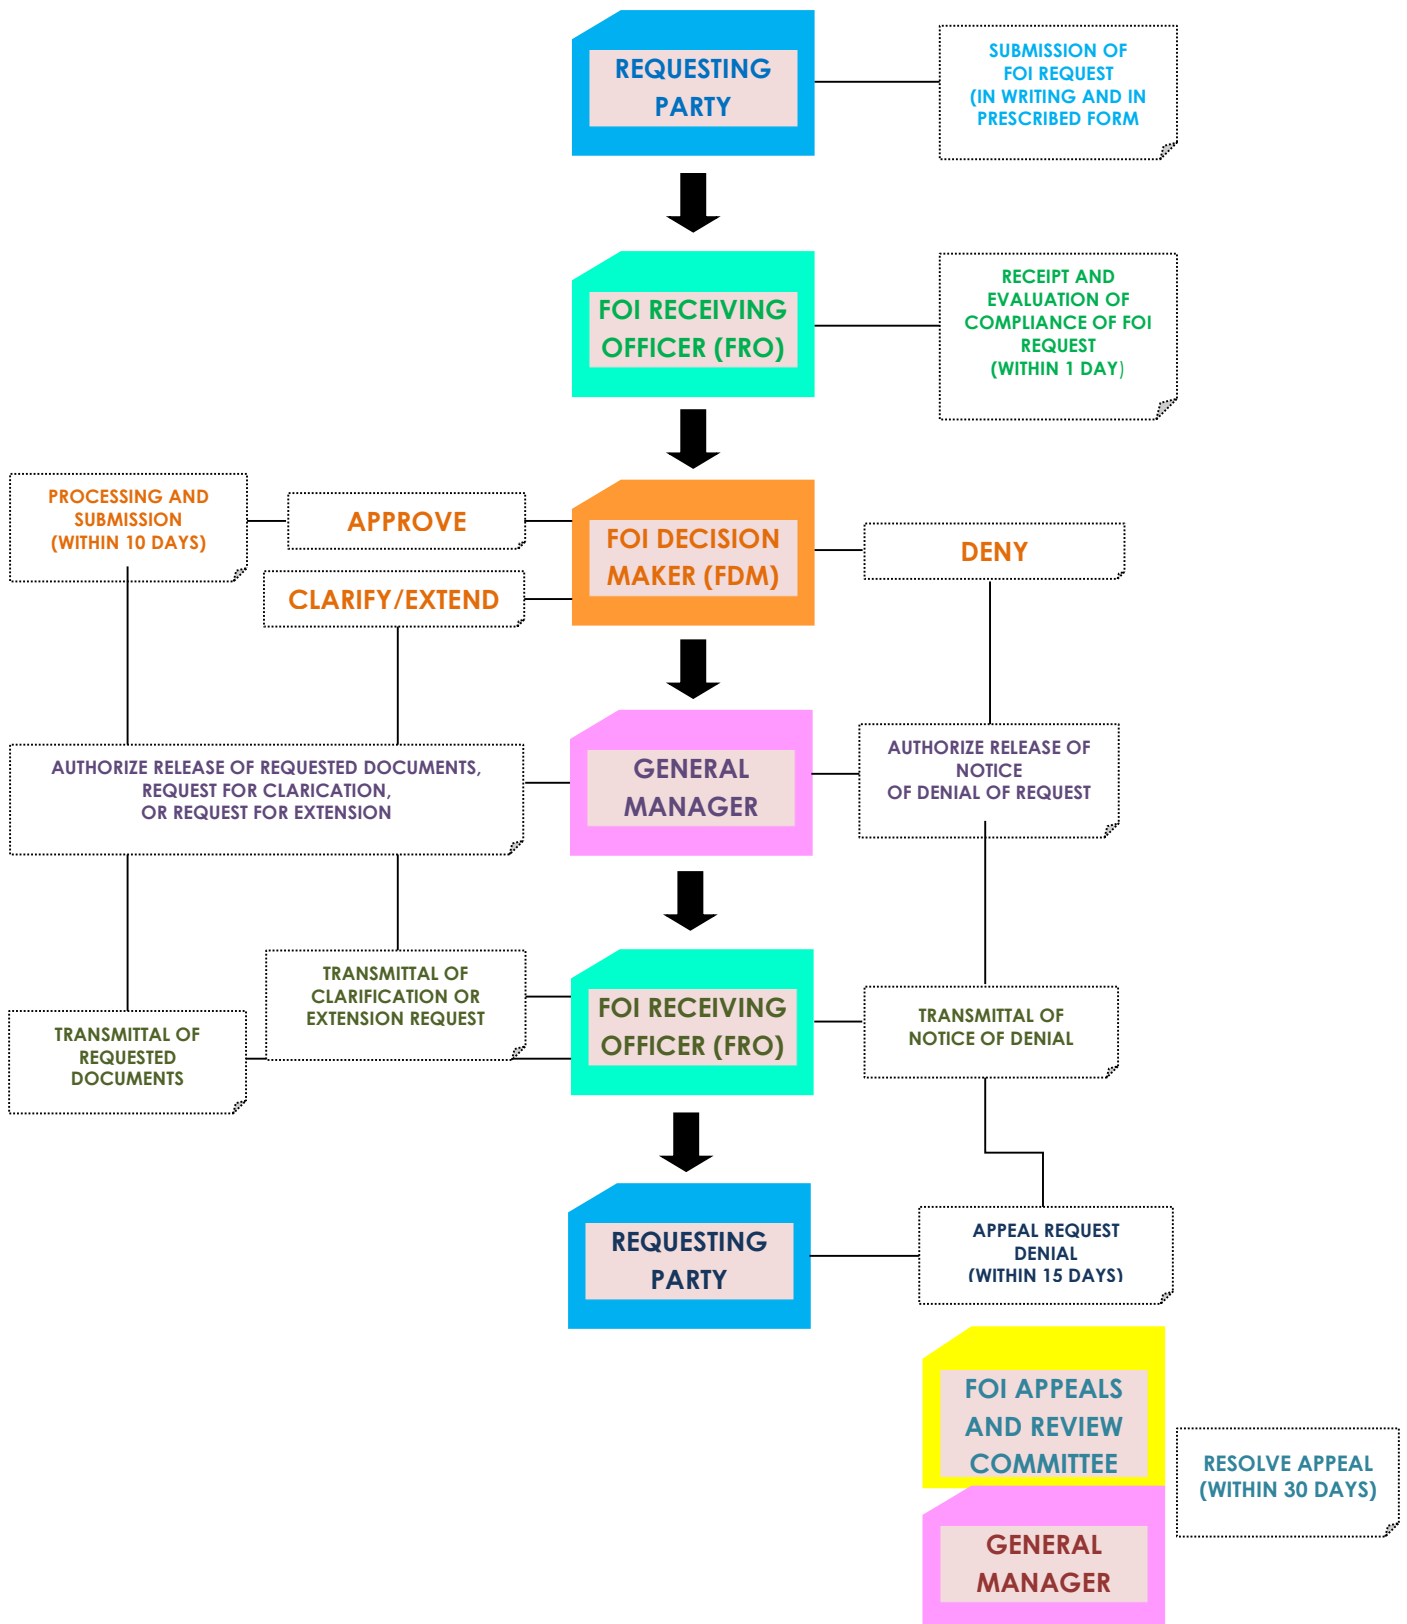 REQUESTING
PARTY
SUBMISSION OF
FOI REQUEST
(IN WRITING AND IN
PRESCRIBED FORM
FOI RECEIVING
OFFICER (FRO)
RECEIPT AND
EVALUATION OF
COMPLIANCE OF FOI
REQUEST
(WITHIN 1 DAY)
PROCESSING AND
SUBMISSION
(WITHIN 10 DAYS)
APPROVE
CLARIFY/EXTEND
FOI DECISION
MAKER (FDM)
DENY
AUTHORIZE RELEASE OF REQUESTED DOCUMENTS,
REQUEST FOR CLARICATION,
OR REQUEST FOR EXTENSION
GENERAL
MANAGER
AUTHORIZE RELEASE OF
NOTICE
OF DENIAL OF REQUEST
TRANSMITTAL OF
REQUESTED
DOCUMENTS
TRANSMITTAL OF
CLARIFICATION OR
EXTENSION REQUEST
FOI RECEIVING
OFFICER (FRO)
TRANSMITTAL OF
NOTICE OF DENIAL
REQUESTING
PARTY
APPEAL REQUEST
DENIAL
(WITHIN 15 DAYS)
FOI APPEALS
AND REVIEW
COMMITTEE
RESOLVE APPEAL
(WITHIN 30 DAYS)
GENERAL
MANAGER